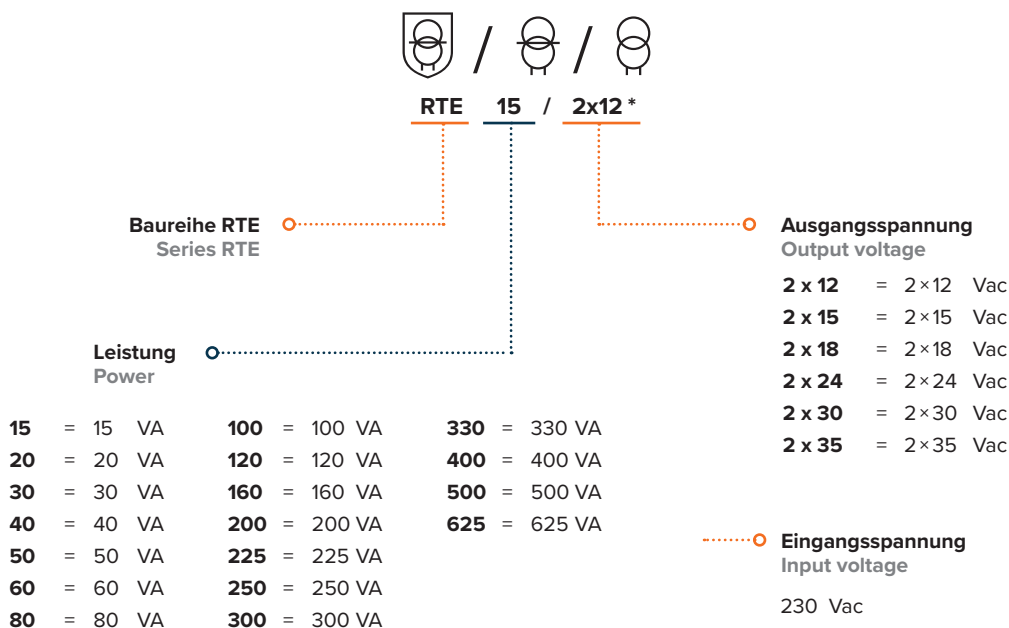 RTE 15 / 2x12 *
Baureihe RTE
Series RTE
Ausgangsspannung
Output voltage
2 x 12 = 2×12 Vac
2 x 15 = 2×15 Vac
2 x 18 = 2×18 Vac
2 x 24 = 2×24 Vac
2 x 30 = 2×30 Vac
2 x 35 = 2×35 Vac
Leistung
Power
15 = 15 VA 100 = 100 VA 330 = 330 VA
20 = 20 VA 120 = 120 VA 400 = 400 VA
30 = 30 VA 160 = 160 VA 500 = 500 VA
40 = 40 VA 200 = 200 VA 625 = 625 VA
50 = 50 VA 225 = 225 VA
60 = 60 VA 250 = 250 VA
80 = 80 VA 300 = 300 VA
Eingangsspannung
Input voltage
230 Vac